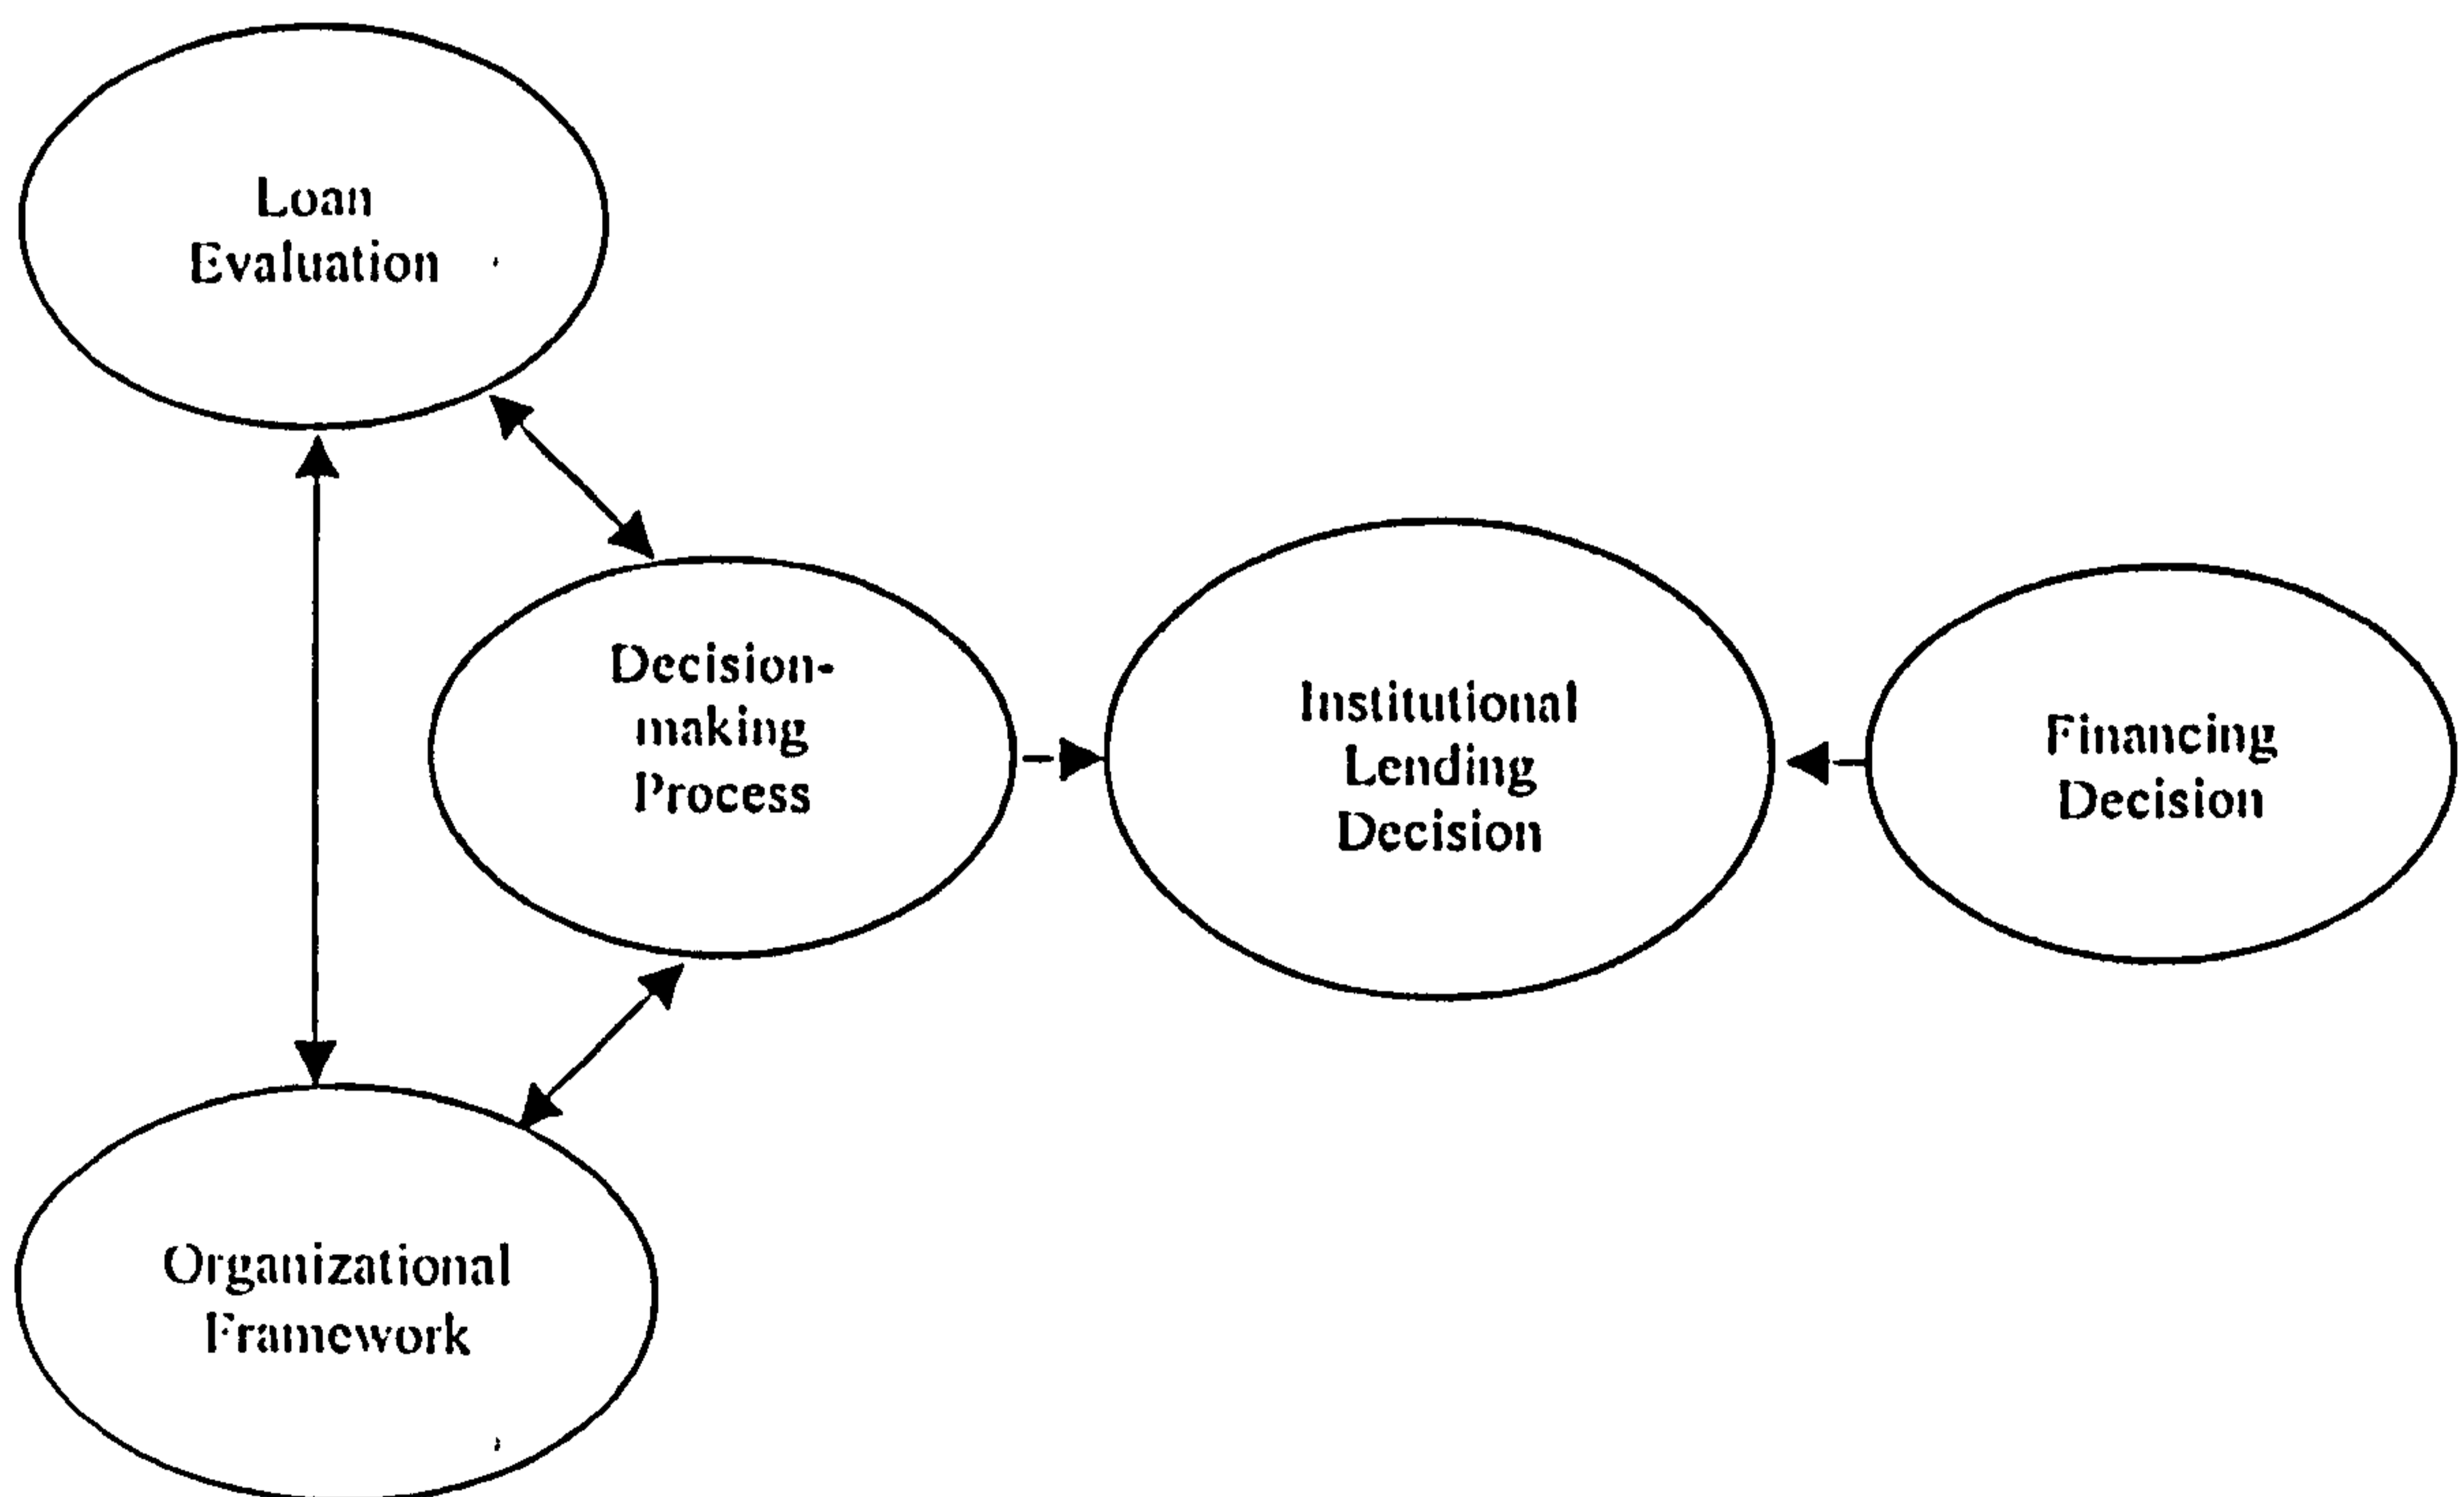 Loan
Evaluation
Decision-
making
Process
Institutional
Lending
Decision
Financing
Decision
Organizational
Framework